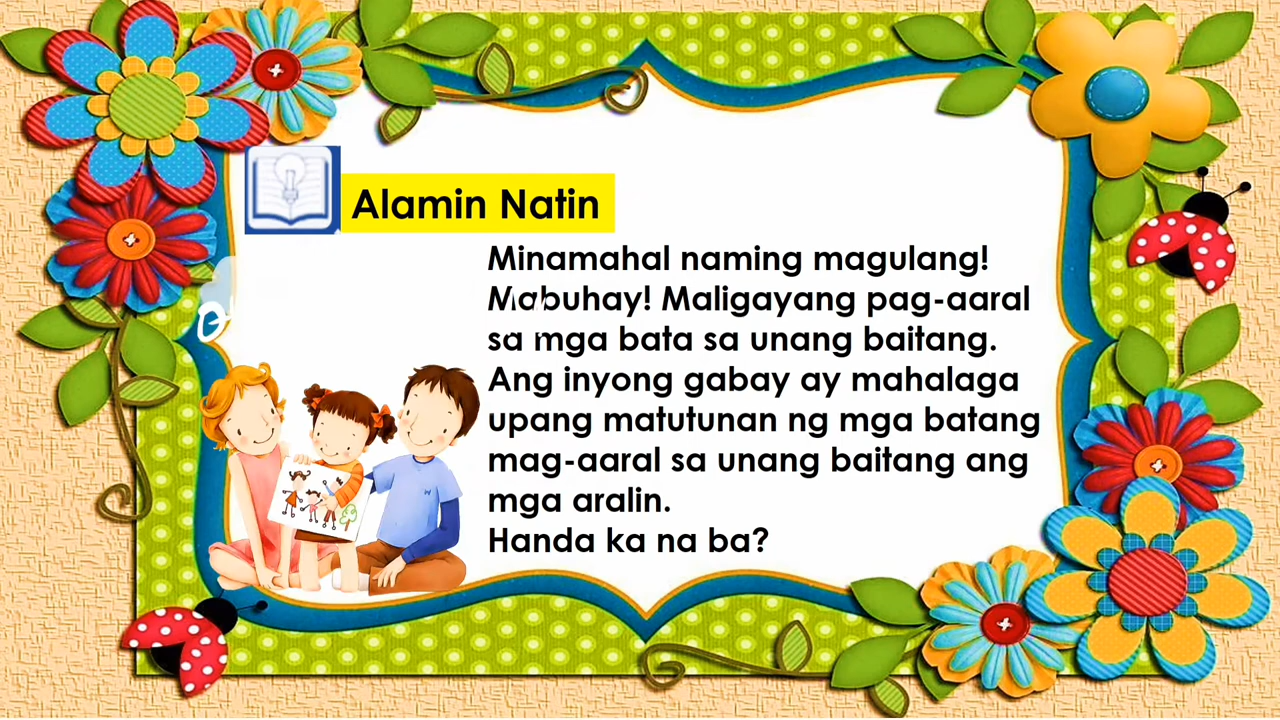 Alamin Natin
Minamahal naming magulang!
Mabuhay! Maligayang pag-aaral
sa mga bata sa unang baitang.
Ang inyong gabay ay mahalaga
upang matutunan ng mga batang
mag-aaral sa unang baitang ang
mga aralin.
Handa ka na ba?